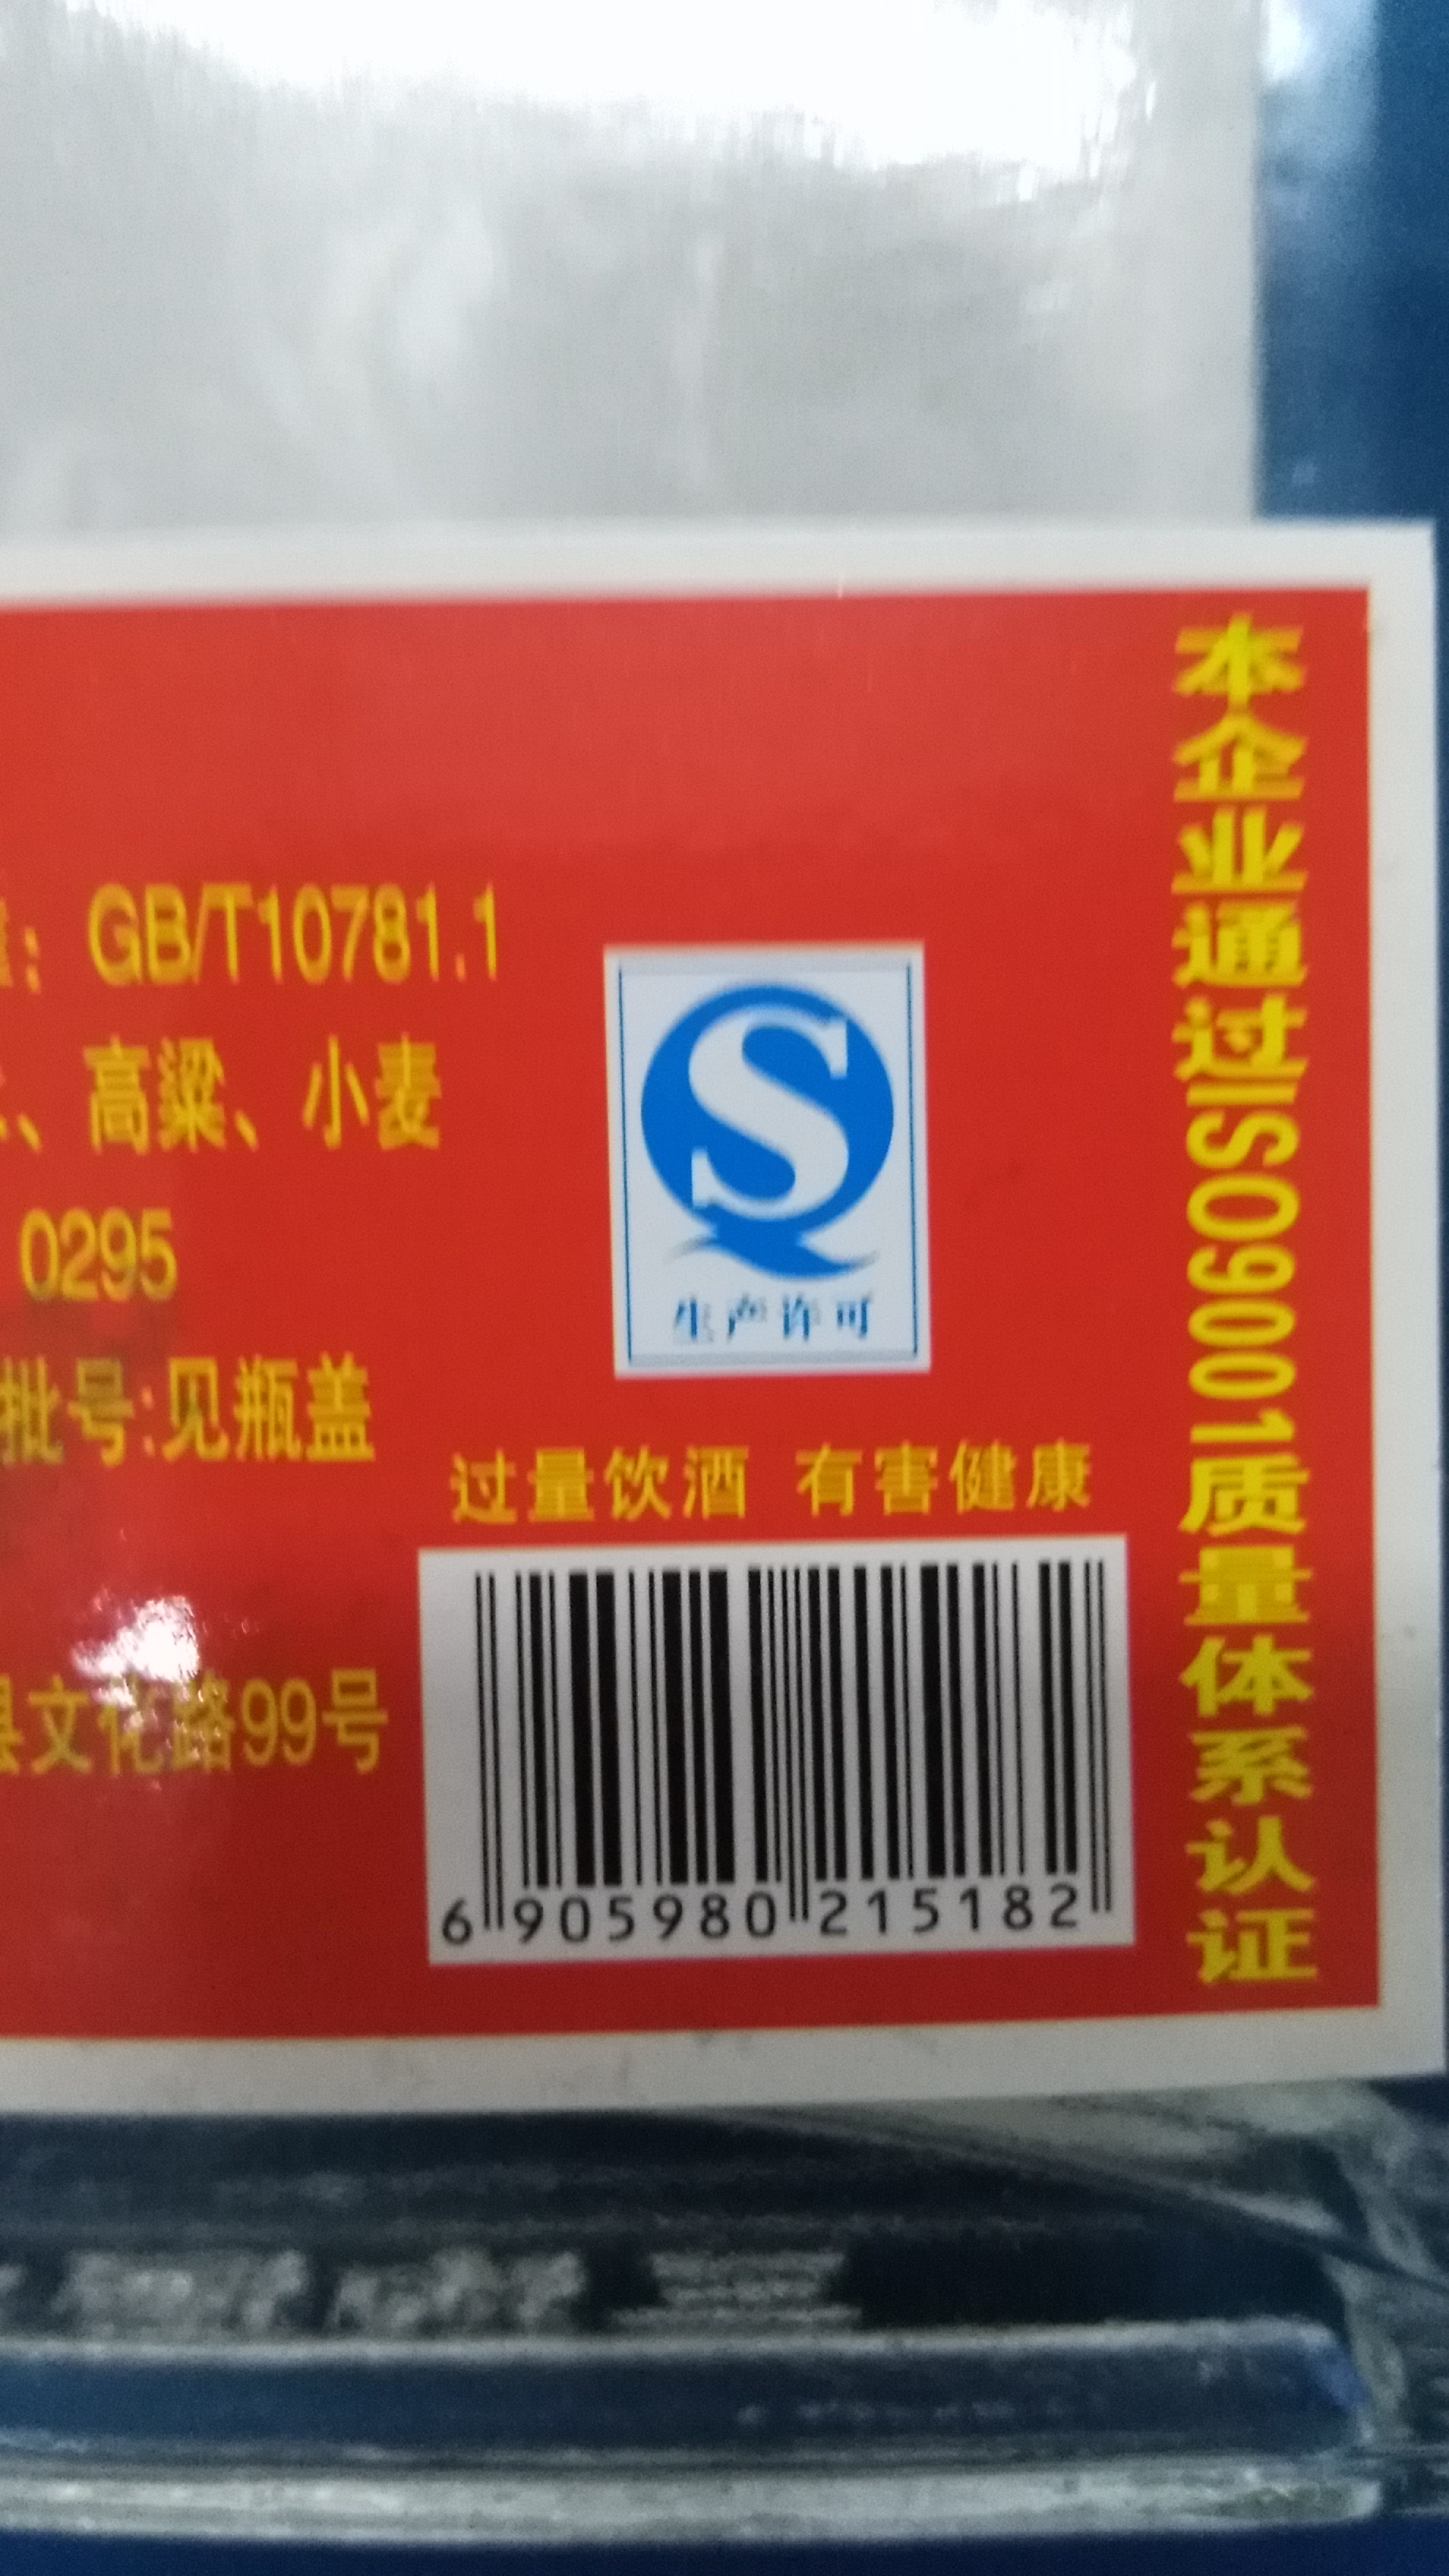 GB/T10781.1
、高粱、小麦
0295
批号:见瓶盖
县文化路99号
S
生产许可
过量饮酒 有害健康
6 905980 215182
本企业通过ISO9001质量体系认证